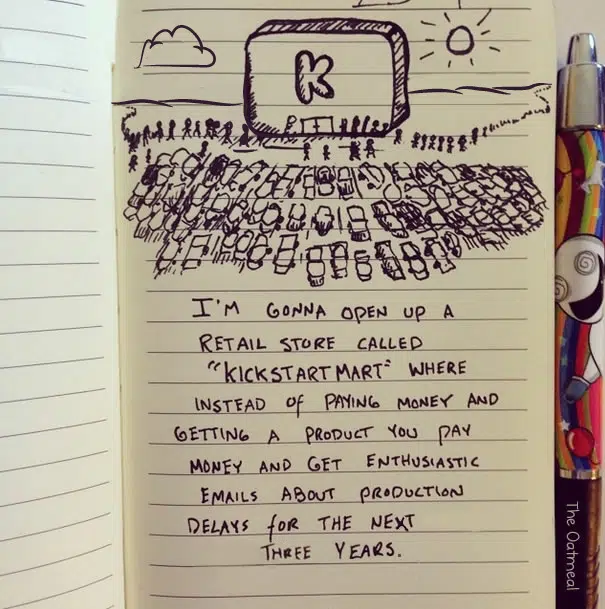 K
I'M GONNA OPEN UP A
RETAIL STORE CALLED
"KICKSTARTMART" WHERE
INSTEAD OF PAYING MONEY AND
GETTING A PRODUCT YOU PAY
MONEY AND GET ENTHUSIASTIC
EMAILS ABOUT PRODUCTION
DELAYS FOR THE NEXT
THREE YEARS.
The Oatmeal